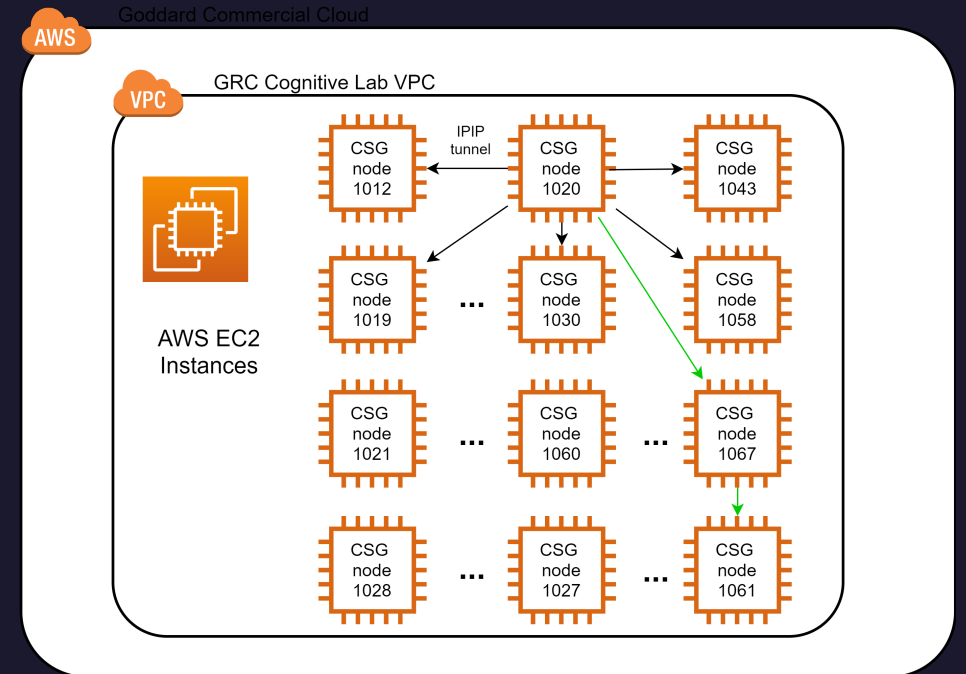 Goddard Commercial Cloud
AWS
GRC Cognitive Lab VPC
VPC
IPIP
tunnel
CSG
node
1012
CSG
node
1020
CSG
node
1043
CSG
node
1019
...
CSG
node
1030
CSG
node
1058
AWS EC2
Instances
CSG
node
1021
...
CSG
node
1060
...
CSG
node
1067
CSG
node
1028
...
CSG
node
1027
...
CSG
node
1061